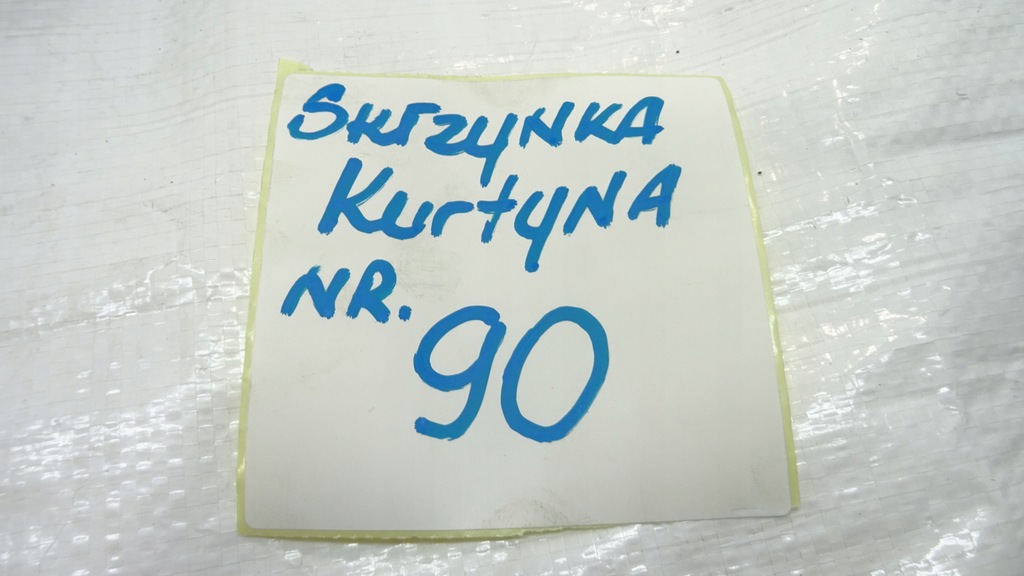 SKrzyNKA
KurtyNA
NR.
90